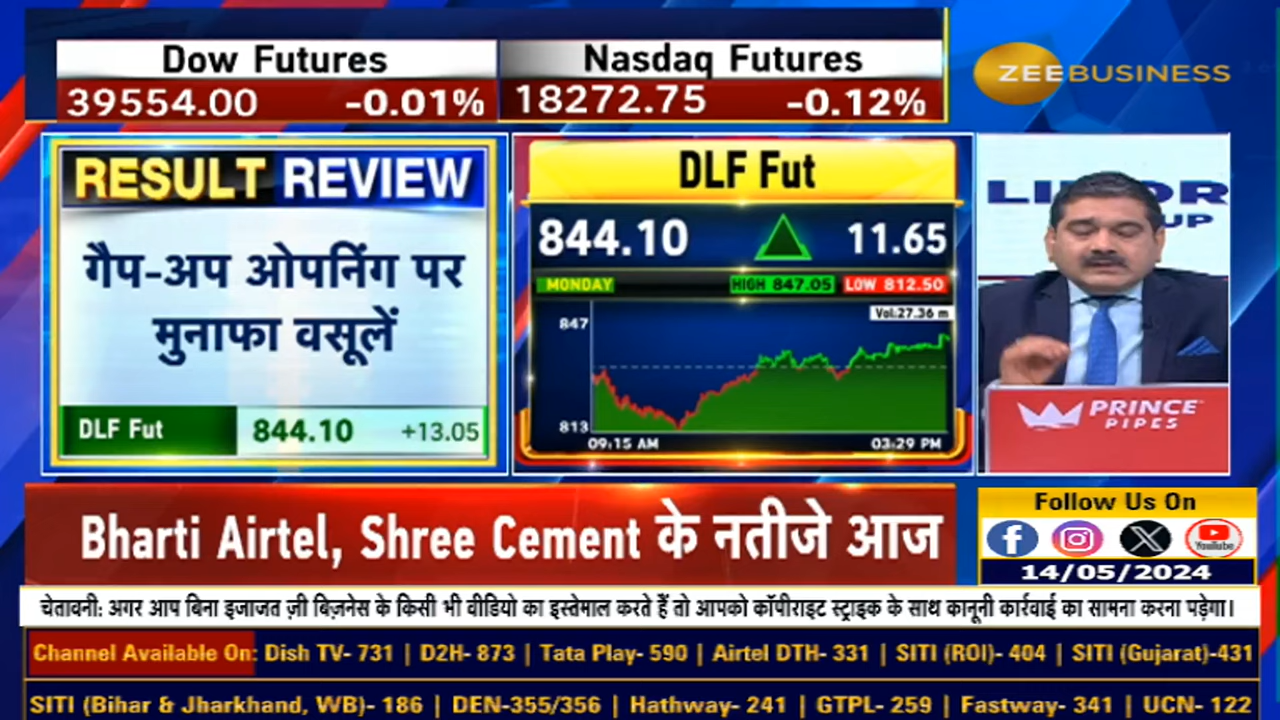 Dow Futures
39554.00 -0.01%
Nasdaq Futures
18272.75 -0.12%
ZEEBUSINESS
RESULT REVIEW
गैप-अप ओपनिंग पर
मुनाफा वसूलें
DLF Fut 844.10 +13.05
DLF Fut
844.10 11.65
MONDAY HIGH 847.05 LOW 812.50
Vol:27.36 m
847
813
09:15 AM 03:29 PM
UP
PRINCE
PIPES
Bharti Airtel, Shree Cement के नतीजे आज
Follow Us On
YouTube
14/05/2024
चेतावनी: अगर आप बिना इजाजत ज़ी बिज़नेस के किसी भी वीडियो का इस्तेमाल करते हैं तो आपको कॉपीराइट स्ट्राइक के साथ कानूनी कार्रवाई का सामना करना पड़ेगा।
Channel Available On: Dish TV- 731 | D2H- 873 | Tata Play- 590 | Airtel DTH- 331 | SITI (ROI)- 404 | SITI (Gujarat)-431
SITI (Bihar & Jharkhand, WB)- 186 | DEN-355/356 | Hathway- 241 | GTPL- 259 | Fastway- 341 | UCN- 122